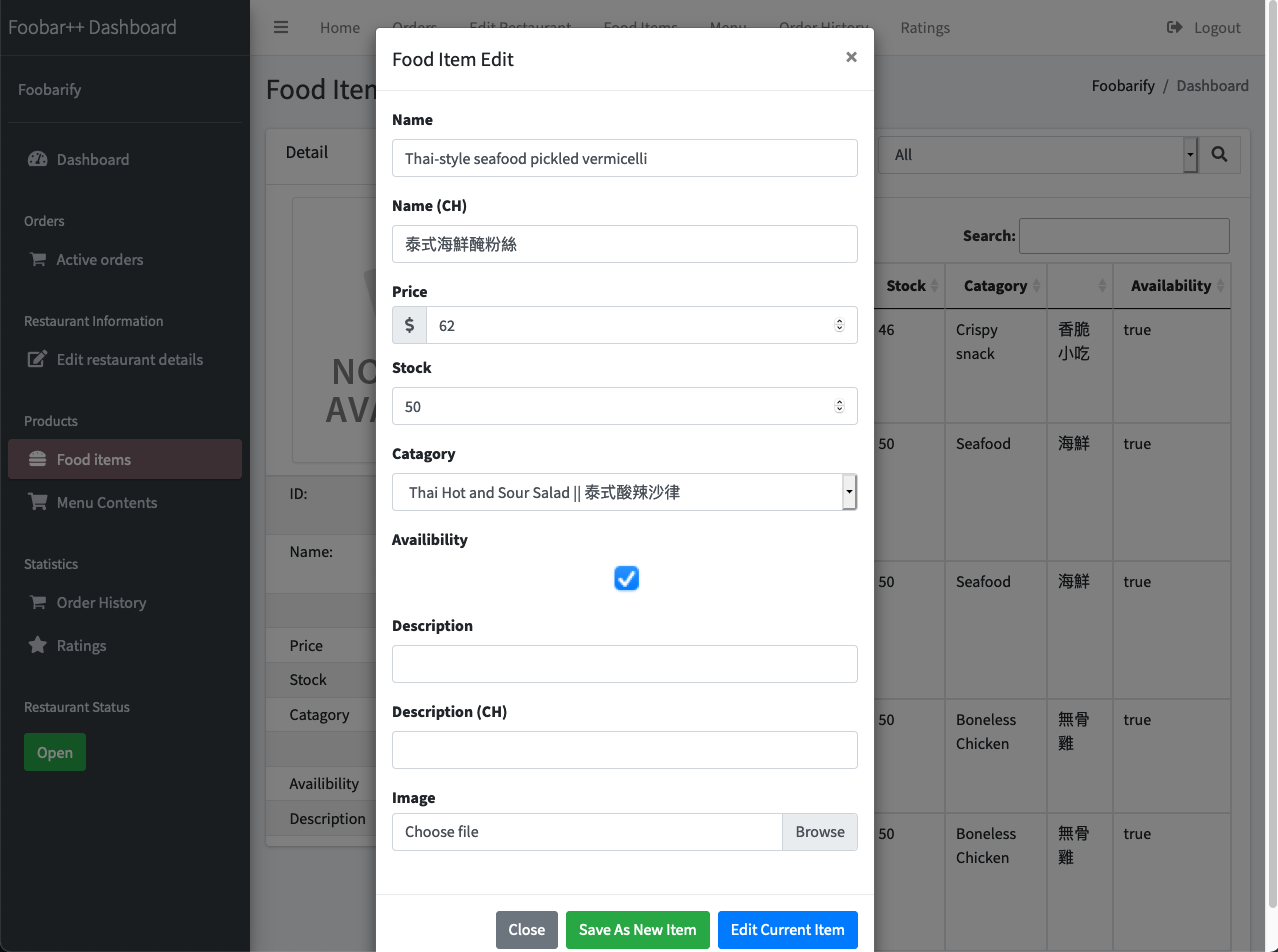 Foobar++ Dashboard
Home
Orders
Edit Restaurant
Food Items
Menu
Order History
Ratings
Logout
Foobarify
Dashboard
Orders
Active orders
Restaurant Information
Edit restaurant details
Products
Food items
Menu Contents
Statistics
Order History
Ratings
Restaurant Status
Open
Foobarify / Dashboard
Detail
NO
ID:
Name:
Price
Stock
Catagory
Availibility
Description
Food Item Edit
×
Name
Thai-style seafood pickled vermicelli
Name (CH)
泰式海鮮醃粉絲
Price
$ 62
Stock
50
Catagory
Thai Hot and Sour Salad || 泰式酸辣沙律
Availibility
Description
Description (CH)
Image
Choose file Browse
Close Save As New Item Edit Current Item
All
Search:
Stock Catagory Availability
46 Crispy snack 香脆小吃 true
50 Seafood 海鮮 true
50 Seafood 海鮮 true
50 Boneless Chicken 無骨雞 true
50 Boneless Chicken 無骨雞 true